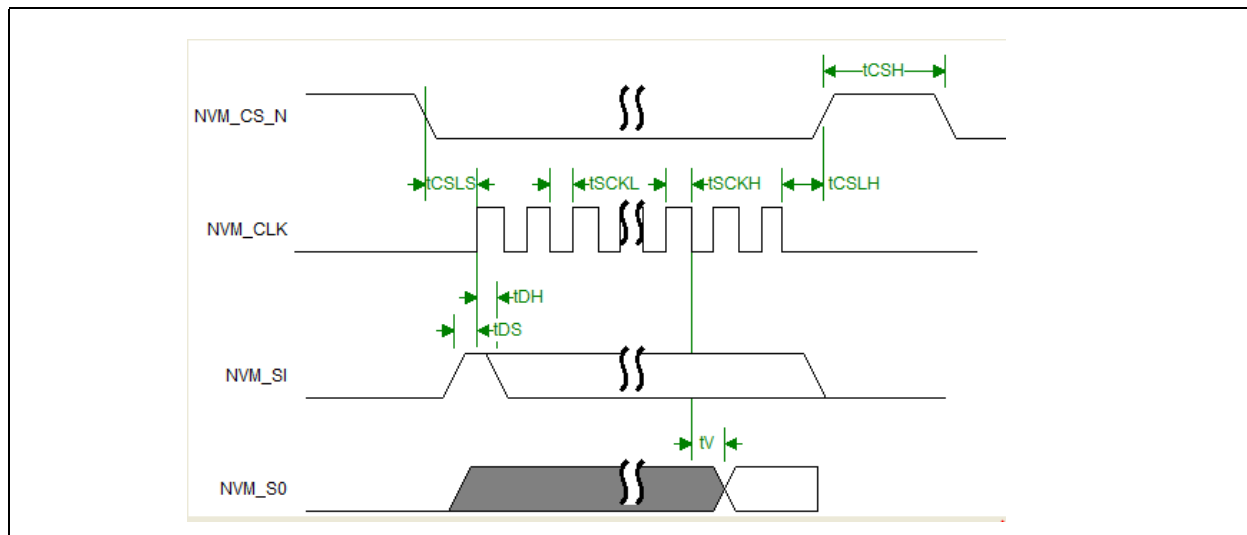 tCSH
NVM_CS_N
tCSLS
tSCKL
tSCKH
tCSLH
NVM_CLK
tDH
tDS
NVM_SI
tV
NVM_S0